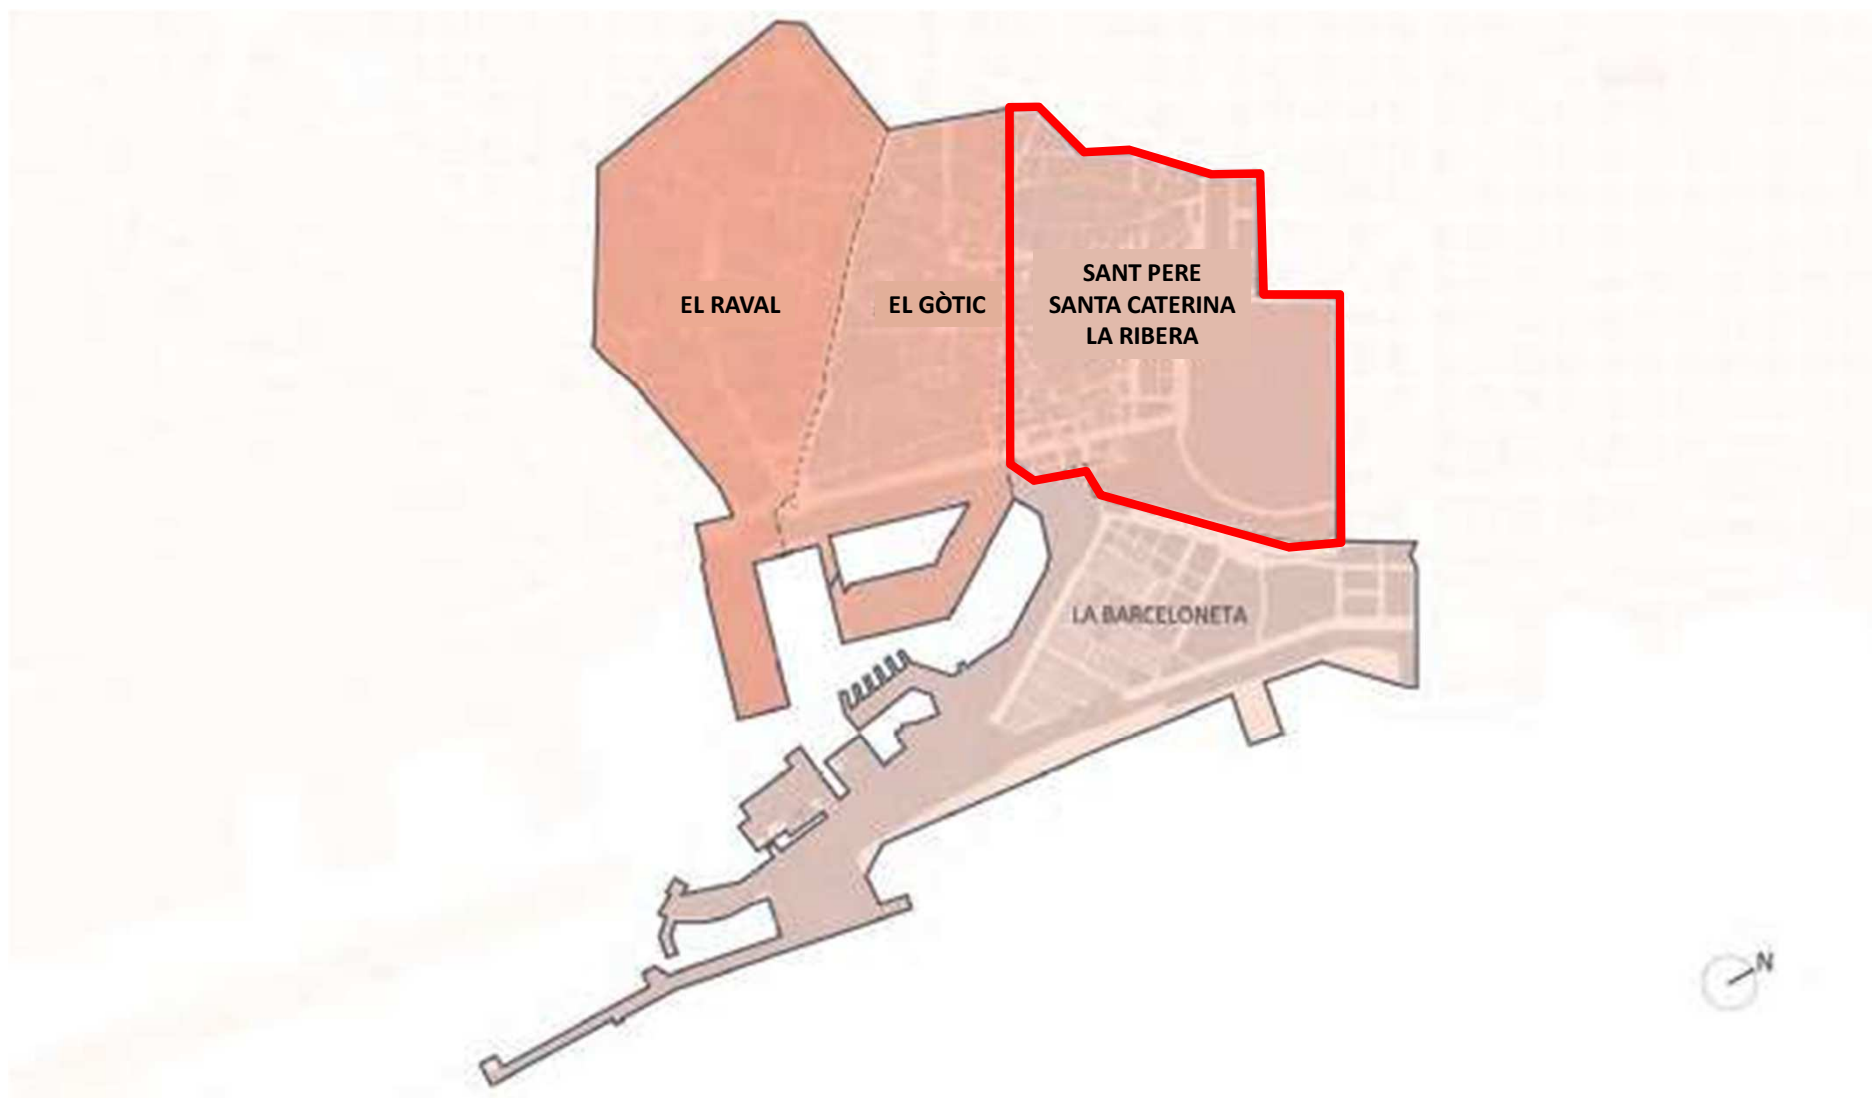 EL RAVAL
EL GÒTIC
SANT PERE
SANTA CATERINA
LA RIBERA
LA BARCELONETA
N